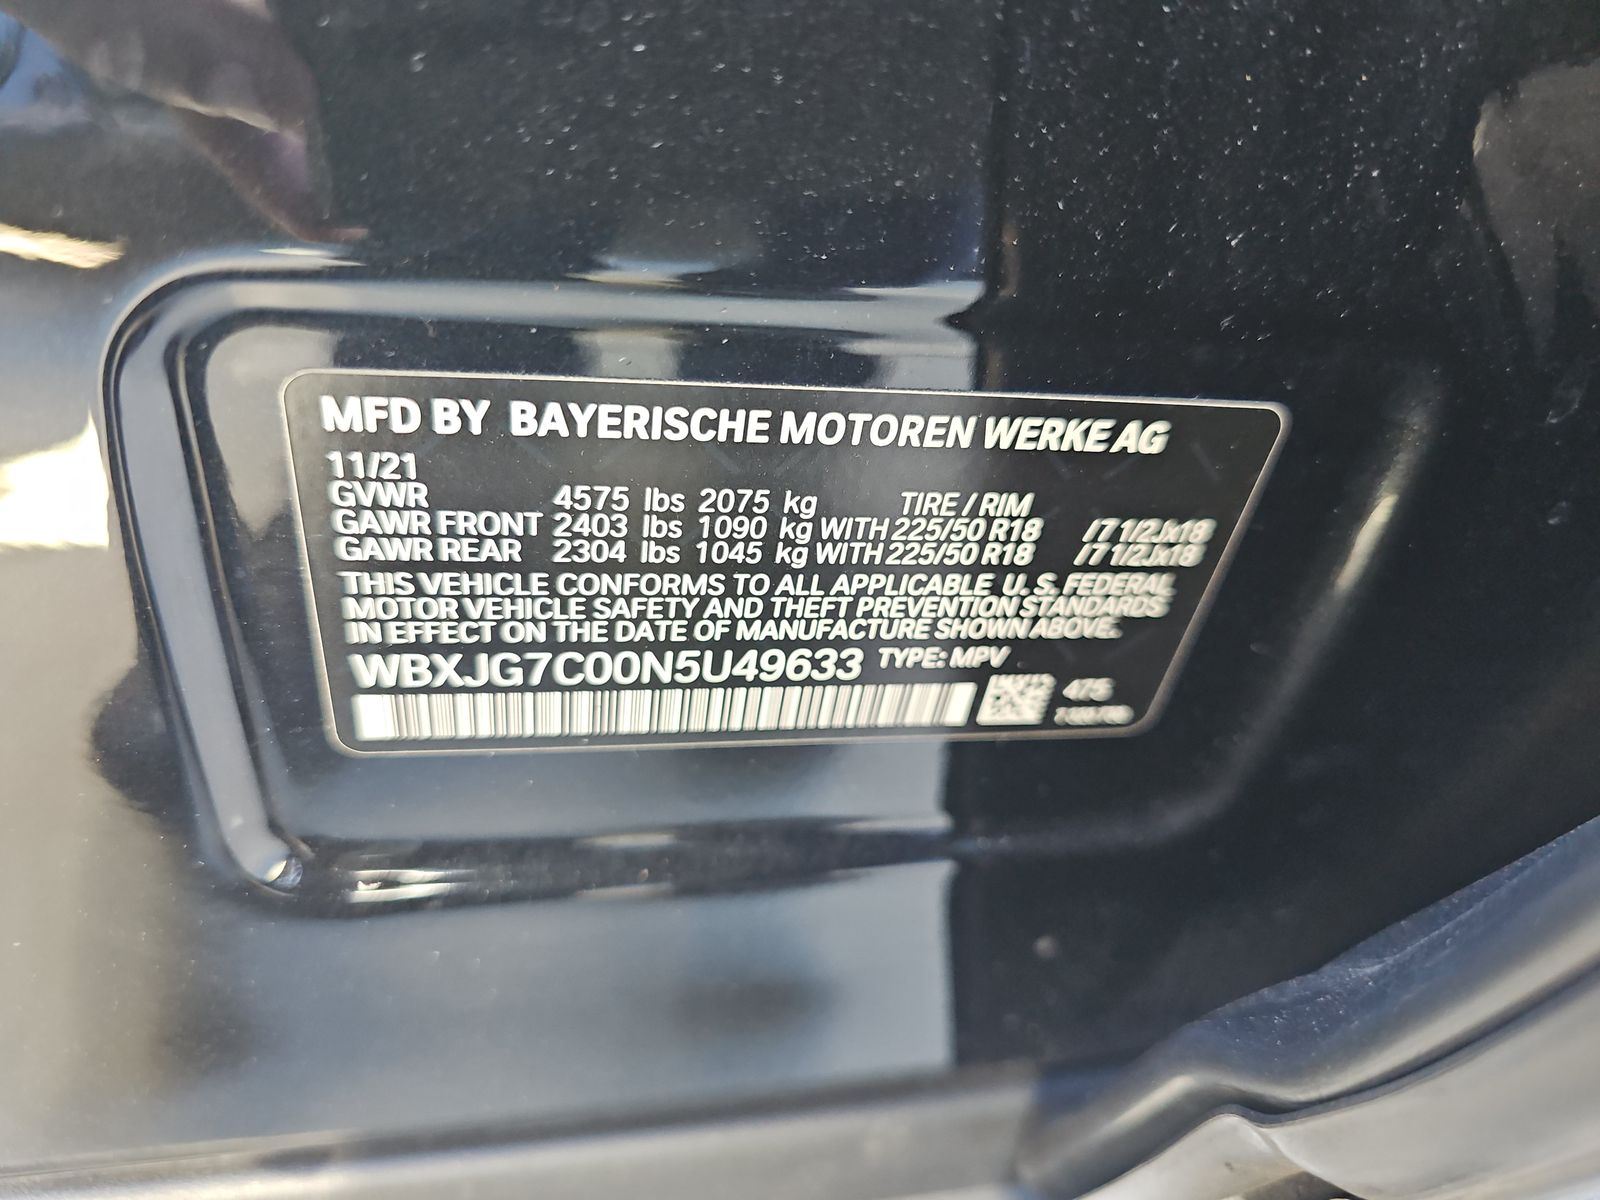 MFD BY BAYERISCHE MOTOREN WERKE AG
11/21
GVWR 4575 lbs 2075 kg TIRE / RIM
GAWR FRONT 2403 lbs 1090 kg WITH 225/50 R18 /7 1/2Jx18
GAWR REAR 2304 lbs 1045 kg WITH 225/50 R18 /7 1/2Jx18
THIS VEHICLE CONFORMS TO ALL APPLICABLE U. S. FEDERAL
MOTOR VEHICLE SAFETY AND THEFT PREVENTION STANDARDS
IN EFFECT ON THE DATE OF MANUFACTURE SHOWN ABOVE.
WBXJG7C00N5U49633 TYPE: MPV
475